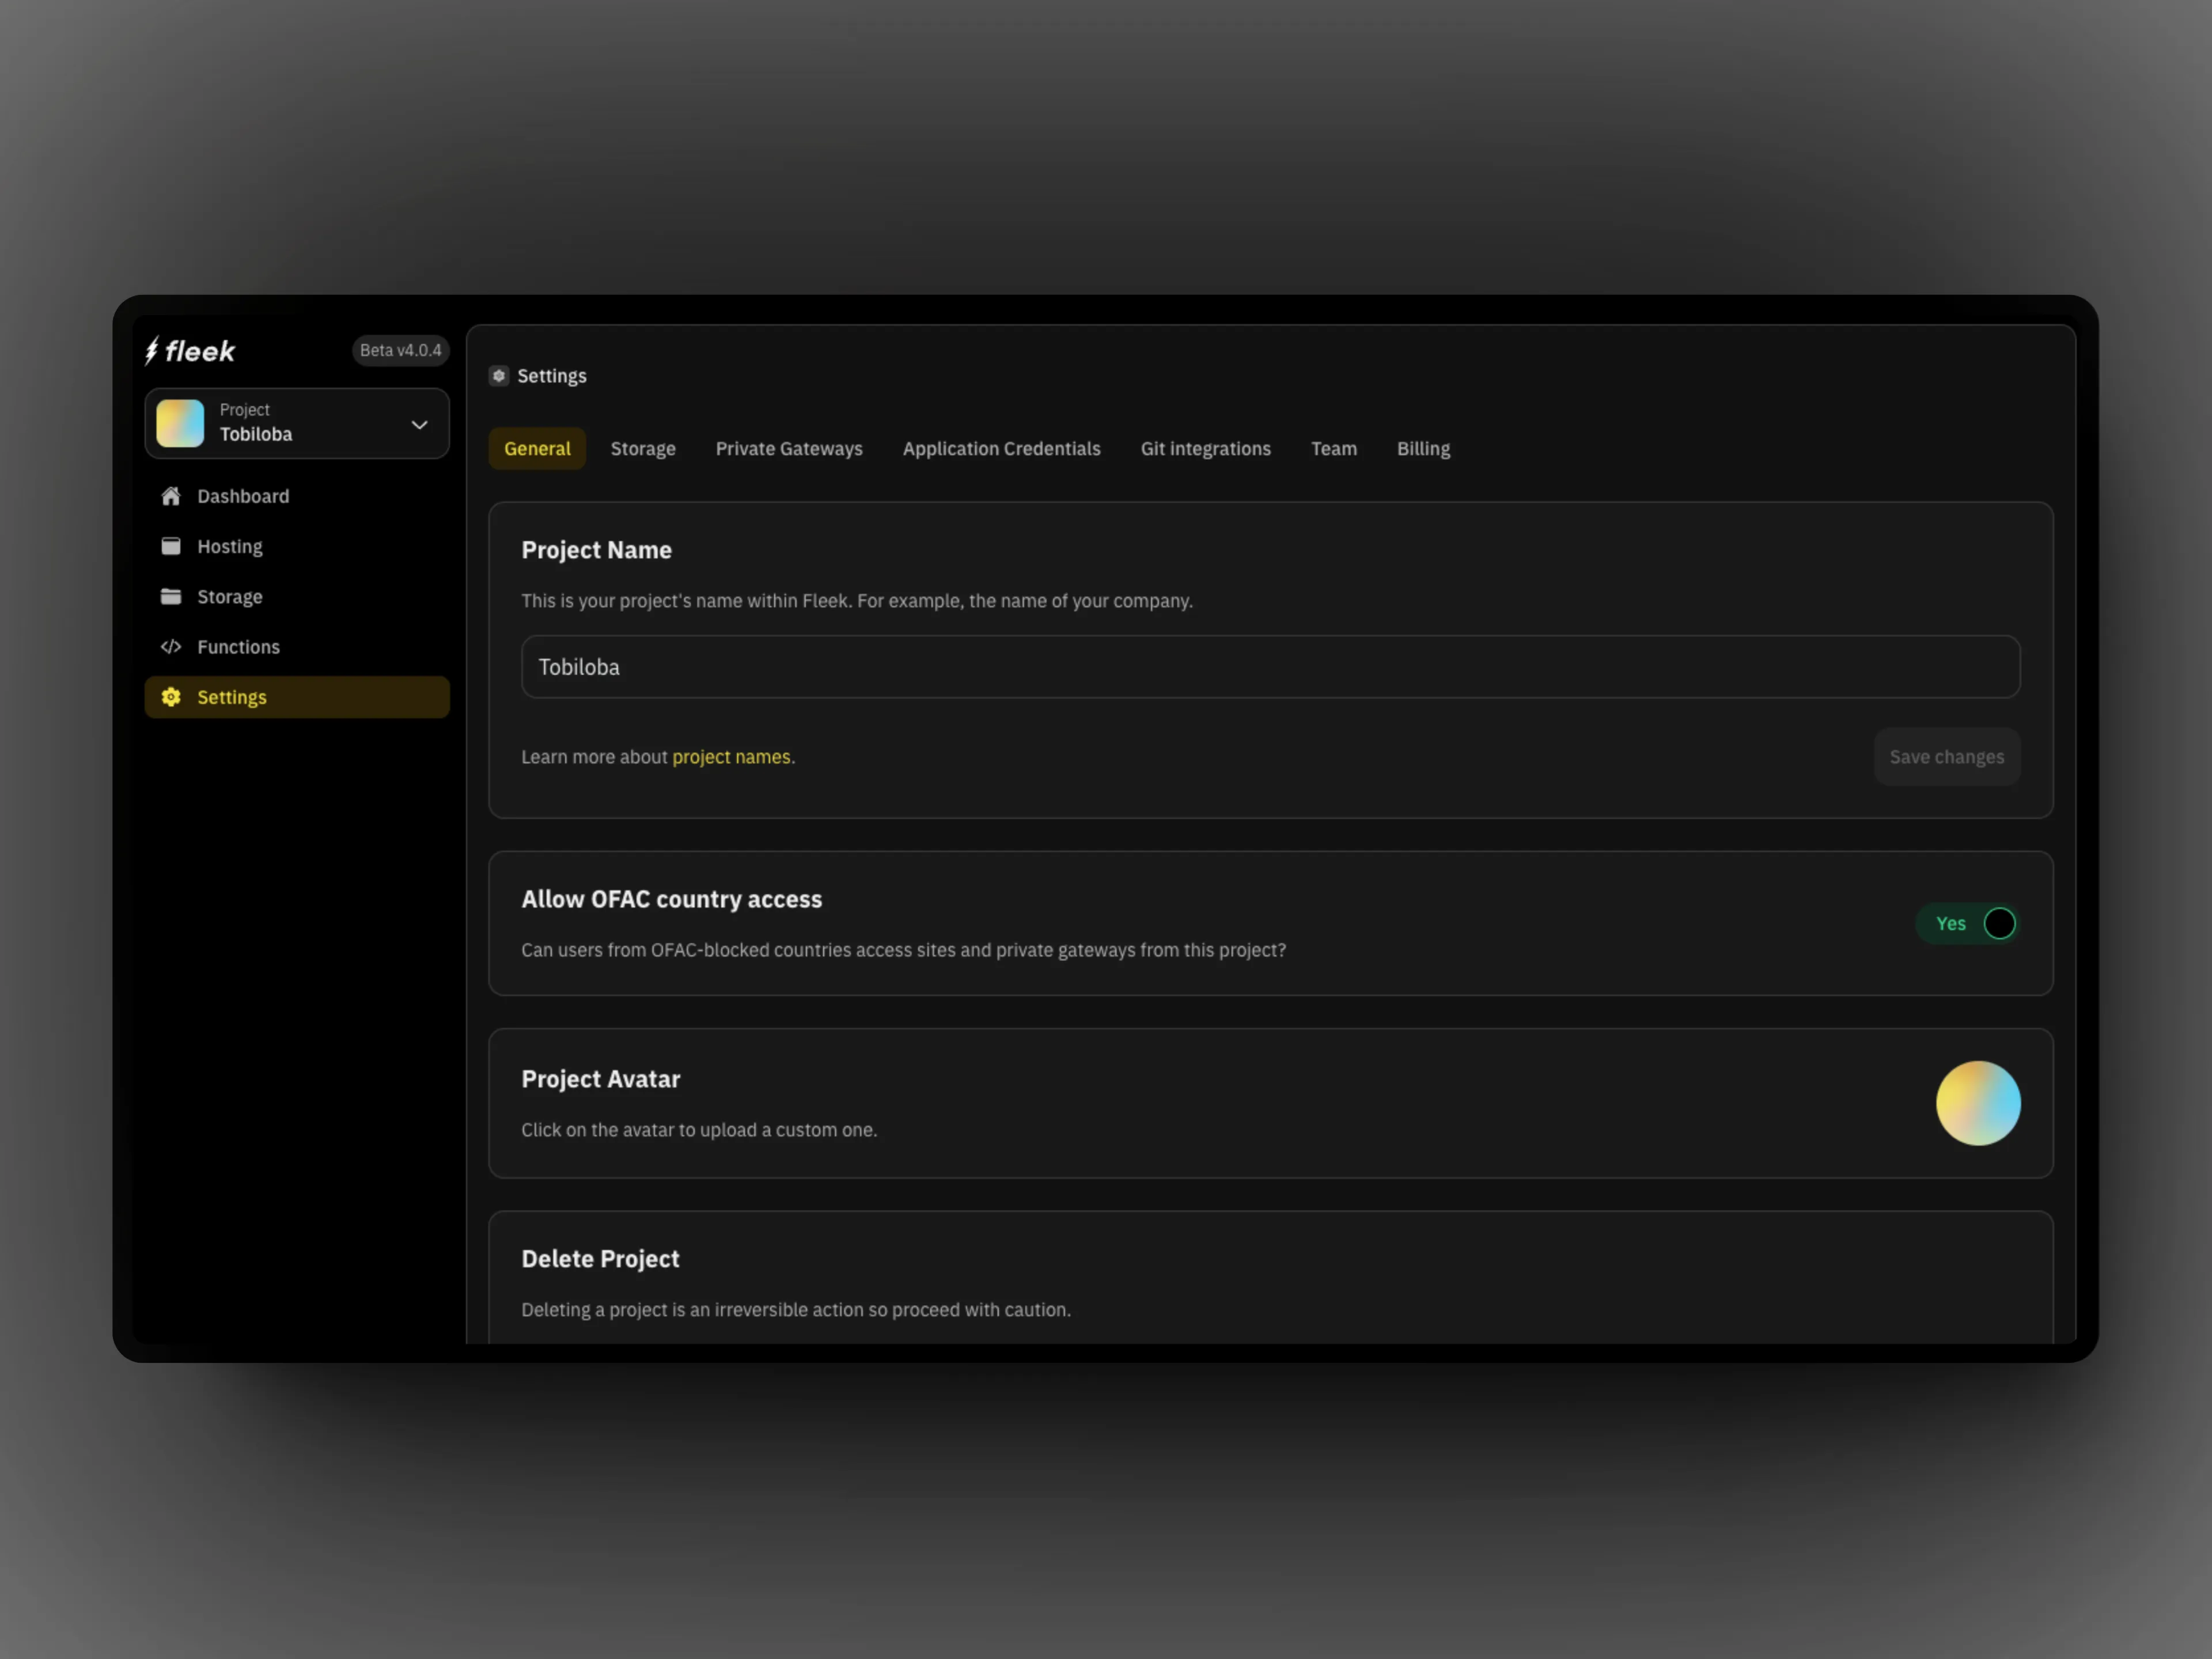 fleek
Beta v4.0.4
Project
Tobiloba
Dashboard
Hosting
Storage
Functions
Settings
Settings
General Storage Private Gateways Application Credentials Git integrations Team Billing
Project Name
This is your project's name within Fleek. For example, the name of your company.
Tobiloba
Learn more about project names.
Save changes
Allow OFAC country access
Can users from OFAC-blocked countries access sites and private gateways from this project?
Yes
Project Avatar
Click on the avatar to upload a custom one.
Delete Project
Deleting a project is an irreversible action so proceed with caution.